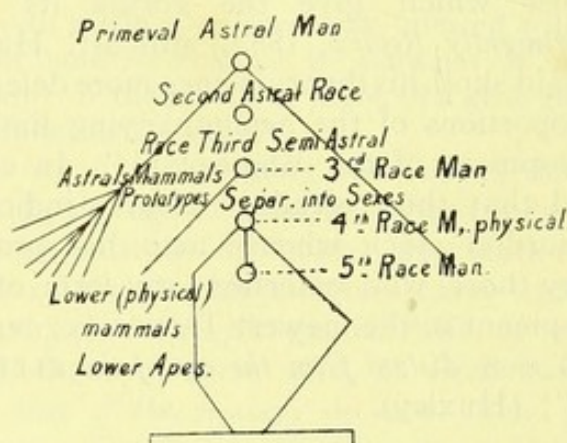 Primeval Astral Man
Second Astral Race
Race Third Semi Astral
Astral Mammals
3rd Race Man
Prototypes
Separ. into Sexes
4th Race M, physical
5th Race Man.
Lower (physical)
mammals
Lower Apes.